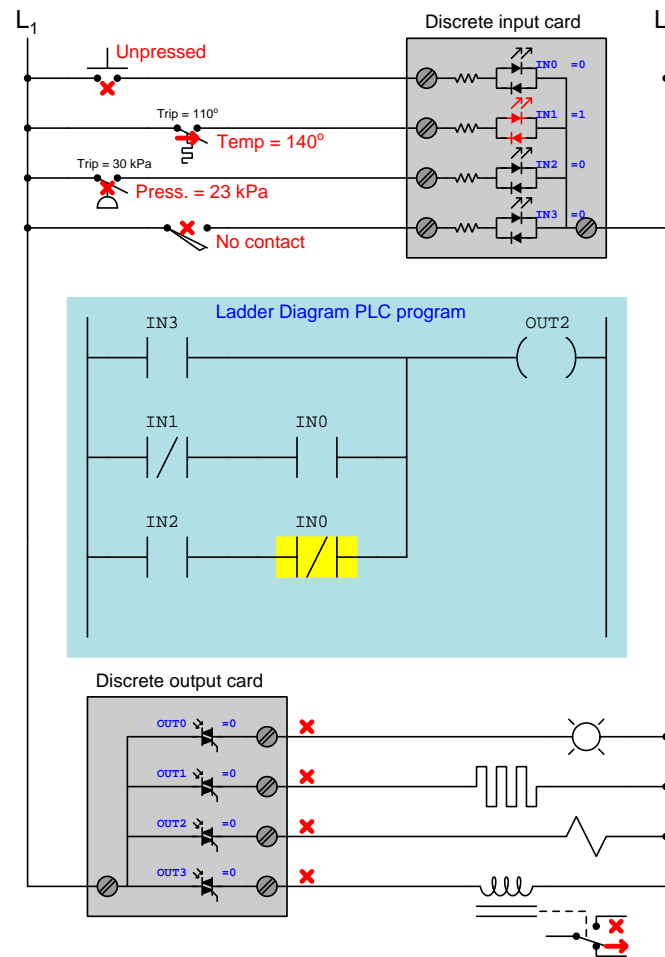 L1
Discrete input card
L
Unpressed
IN0 =0
Trip = 110°
Temp = 140°
IN1 =1
Trip = 30 kPa
Press. = 23 kPa
IN2 =0
No contact
IN3 =0
Ladder Diagram PLC program
IN3
OUT2
IN1
IN0
IN2
IN0
Discrete output card
OUT0 =0
OUT1 =0
OUT2 =0
OUT3 =0